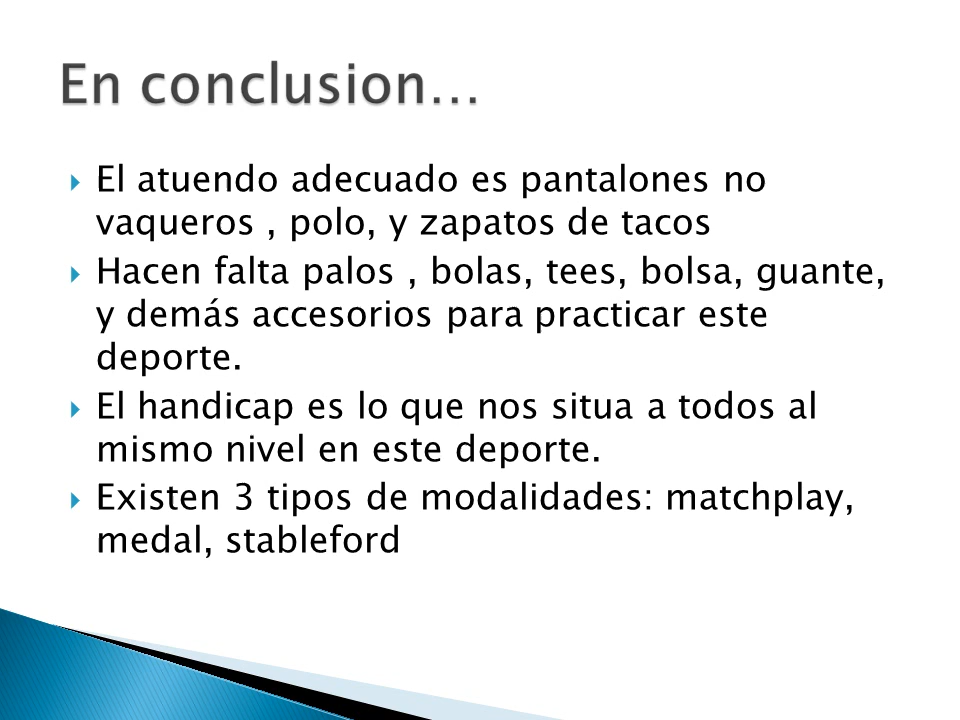 En conclusion…
El atuendo adecuado es pantalones no
vaqueros , polo, y zapatos de tacos
Hacen falta palos , bolas, tees, bolsa, guante,
y demás accesorios para practicar este
deporte.
El handicap es lo que nos situa a todos al
mismo nivel en este deporte.
Existen 3 tipos de modalidades: matchplay,
medal, stableford